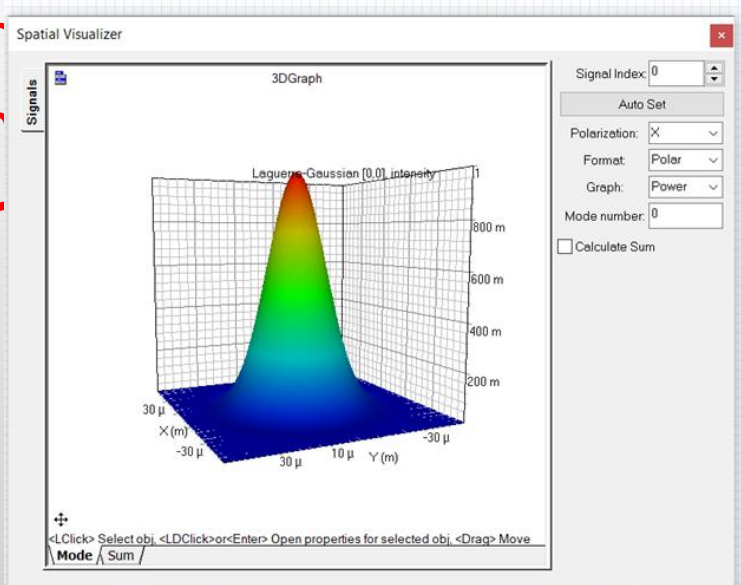 Spatial Visualizer
Signals
3DGraph
Laguerre-Gaussian [0,0], intensity
1
800 m
600 m
400 m
200 m
30 µ
X (m)
-30 µ
30 µ
10 µ
Y (m)
-30 µ
<LClick> Select obj, <LDClick>or<Enter> Open properties for selected obj, <Drag> Move
Mode
Sum
Signal Index: 0
Auto Set
Polarization: X
Format: Polar
Graph: Power
Mode number: 0
Calculate Sum